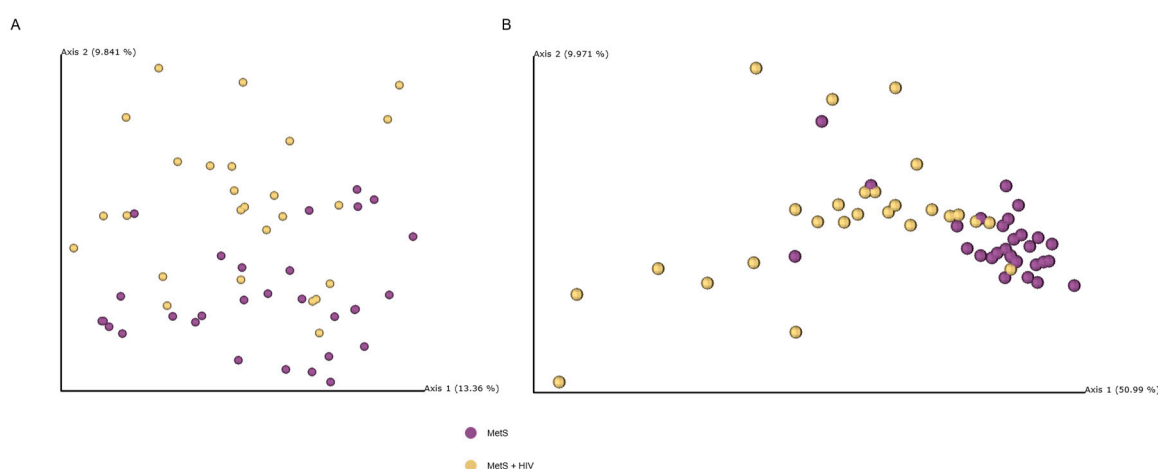 A
B
Axis 2 (9.841 %)
Axis 2 (9.971 %)
Axis 1 (13.36 %)
Axis 1 (50.99 %)
MetS
MetS + HIV